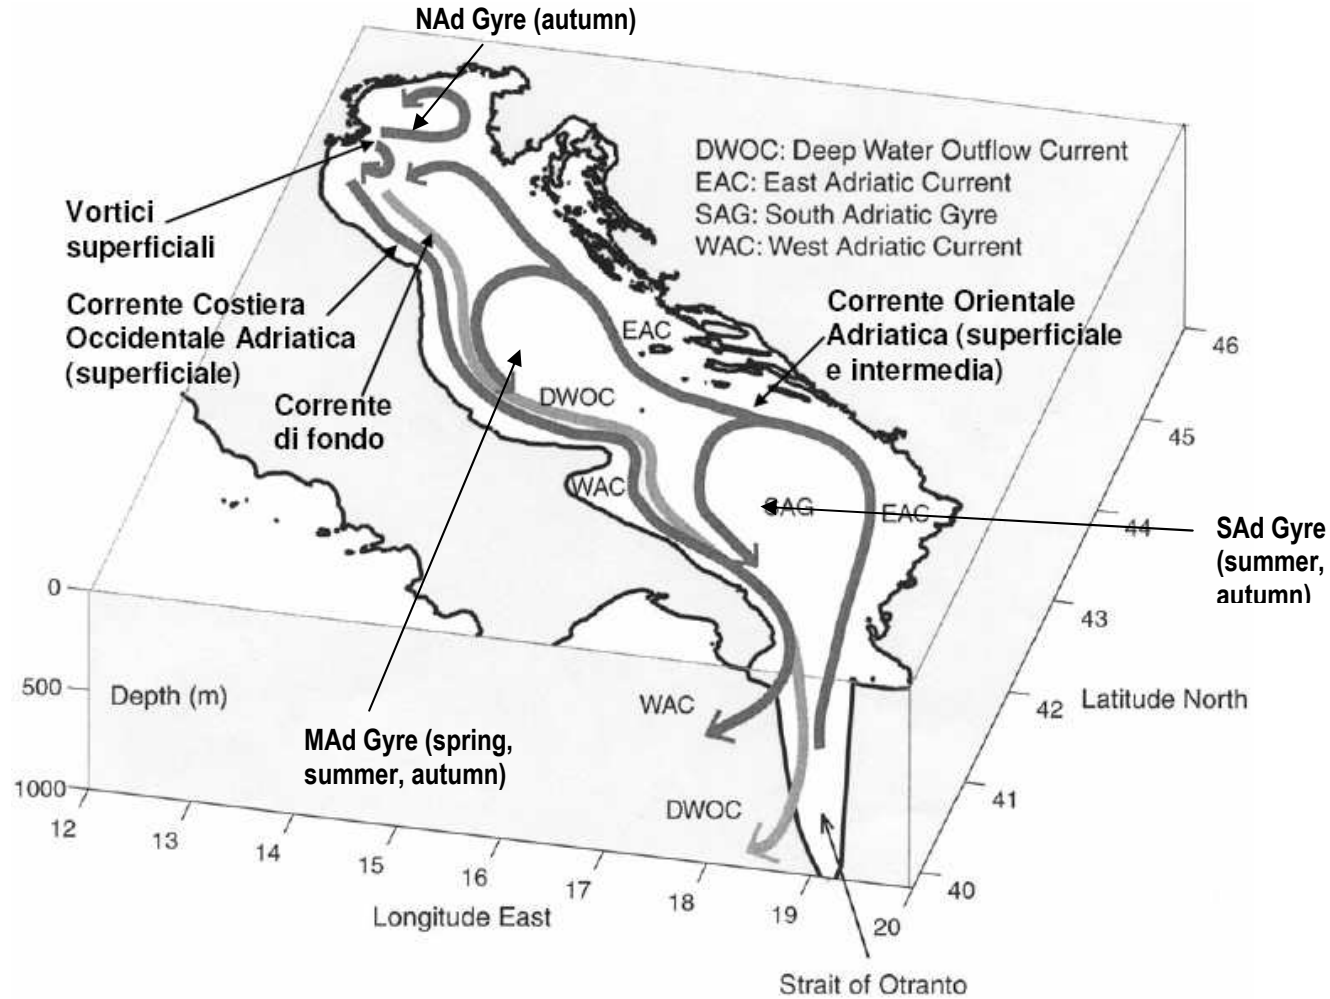 NAd Gyre (autumn)
DWOC: Deep Water Outflow Current
EAC: East Adriatic Current
SAG: South Adriatic Gyre
WAC: West Adriatic Current
Vortici
superficiali
Corrente Costiera
Occidentale Adriatica
(superficiale)
Corrente
di fondo
Corrente Orientale
Adriatica (superficiale
e intermedia)
EAC
DWOC
WAC
SAG
EAC
SAd Gyre
(summer,
autumn)
46
45
44
43
42
41
40
Latitude North
0
500
1000
Depth (m)
MAd Gyre (spring,
summer, autumn)
WAC
DWOC
12
13
14
15
16
17
18
19
20
Longitude East
Strait of Otranto